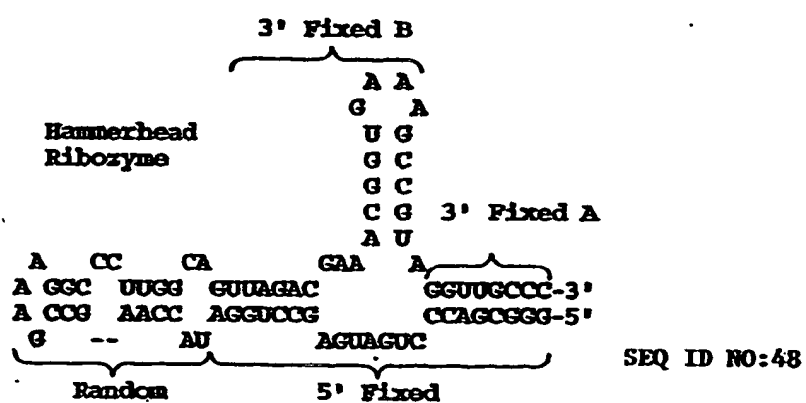 3' Fixed B
A A
G A
Hammerhead
U G
Ribozyme
G C
G C
C G 3' Fixed A
A U
A CC CA GAA A
A GGC UUGG GUUAGAC GGUUGCCC-3'
A CCG AACC AGGUCCG CCAGCGGG-5'
G -- AU AGUAGUC
SEQ ID NO:48
Random 5' Fixed